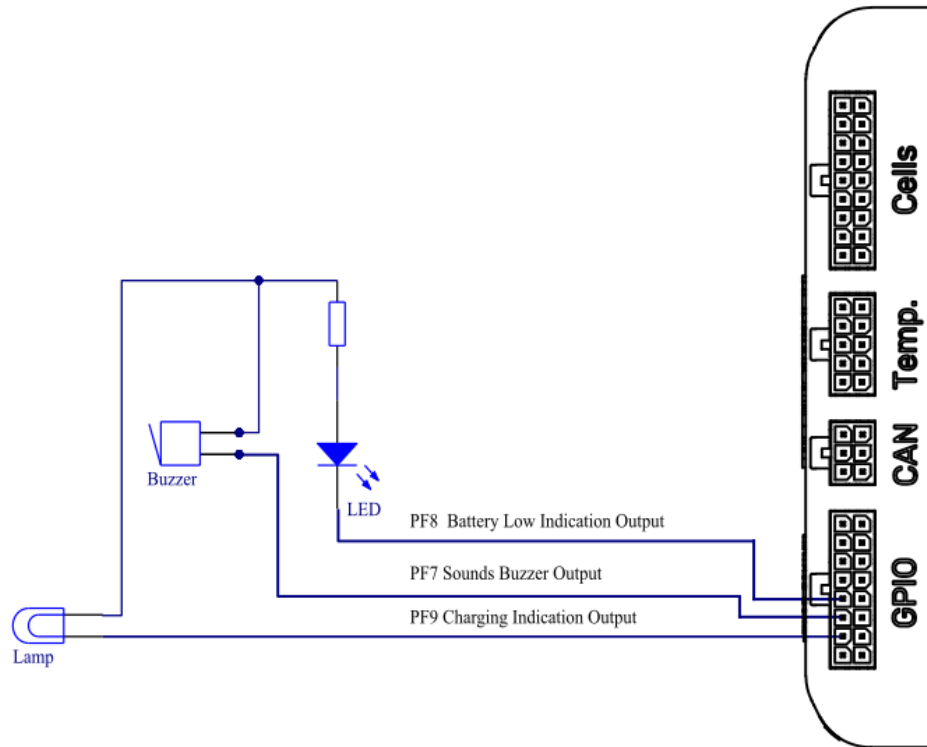 Cells
Temp.
CAN
GPIO
Buzzer
LED
PF8  Battery Low Indication Output
PF7 Sounds Buzzer Output
PF9 Charging Indication Output
Lamp